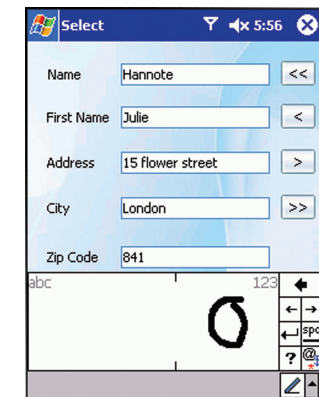 Select 5:56
Name Hannote <<
First Name Julie <
Address 15 flower street >
City London >>
Zip Code 841
abc 123
0
spc
? @